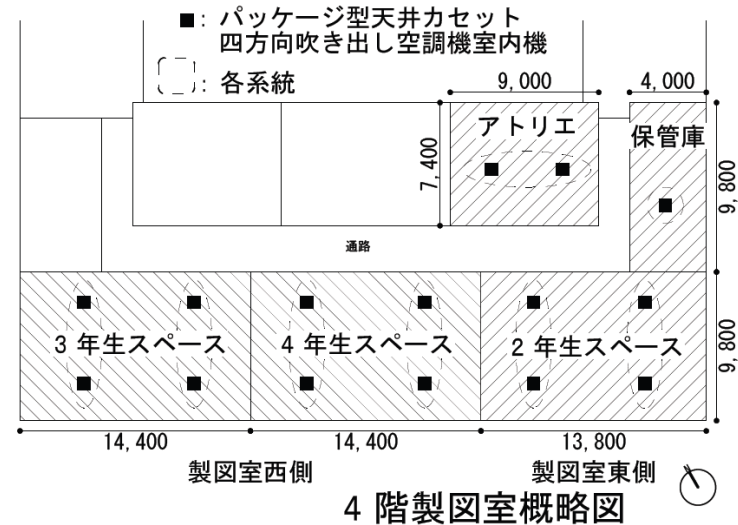 ■：パッケージ型天井カセット
四方向吹き出し空調機室内機
：各系統
9,000
4,000
アトリエ
保管庫
7,400
9,800
通路
3年生スペース
4年生スペース
2年生スペース
9,800
14,400
14,400
13,800
製図室西側
製図室東側
4階製図室概略図